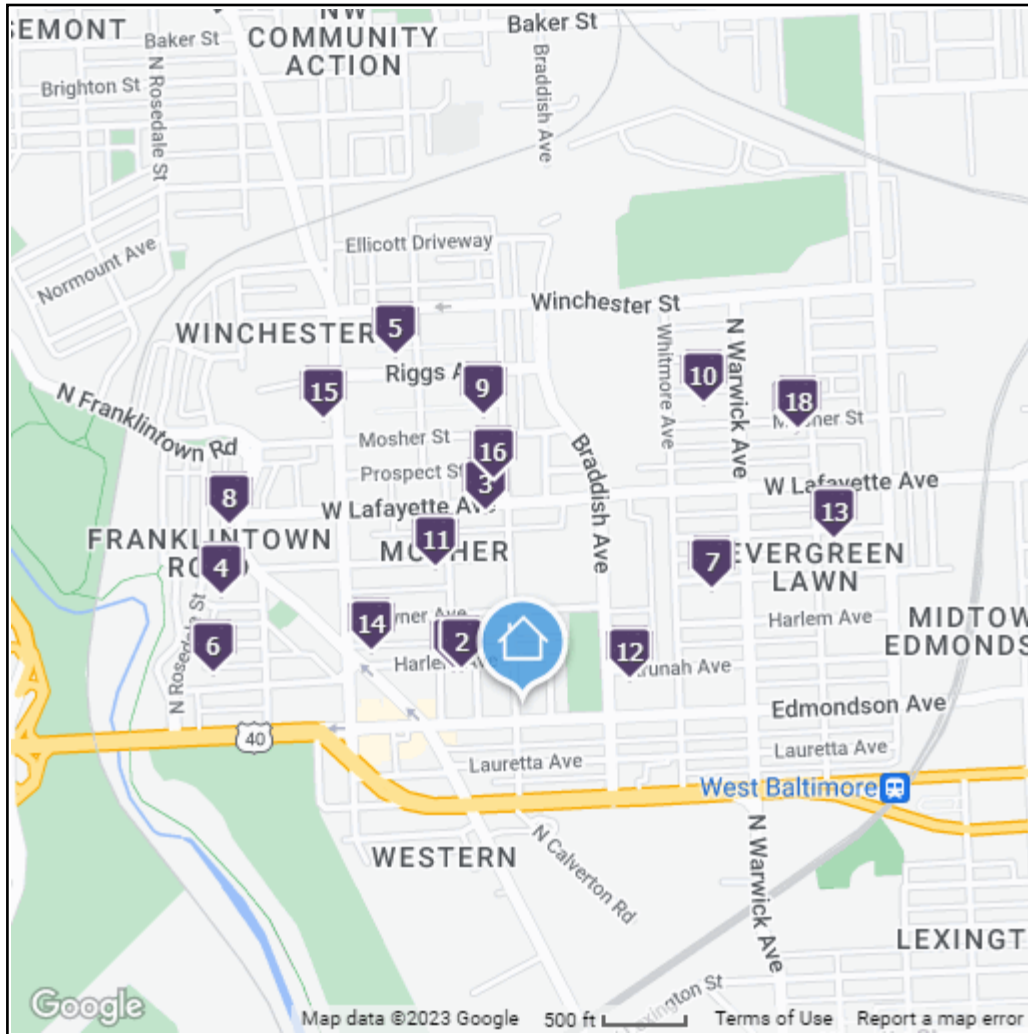 SEMONT
NW
COMMUNITY
ACTION
Baker St
Baker St
Brighton St
N Rosedale St
Braddish Ave
Normount Ave
Ellicott Driveway
Winchester St
WINCHESTER
5
Riggs A
9
15
10
18
Whitmore Ave
N Warwick Ave
N Franklintown Rd
Mosher St
16
Prospect St
3
W Lafayette Ave
W Lafayette Ave
Braddish Ave
8
11
13
FRANKLINTOWN
RO
MOSHER
4
7
EVERGREEN
LAWN
Harlem Ave
MIDTOW
EDMONDS
14
2
12
6
Harlem Ave
N Rosedale St
Edmondson Ave
40
Lauretta Ave
Lauretta Ave
West Baltimore
WESTERN
N Calverton Rd
N Warwick Ave
LEXINGT
Lexington St
Google
Map data ©2023 Google
500 ft
Terms of Use
Report a map error